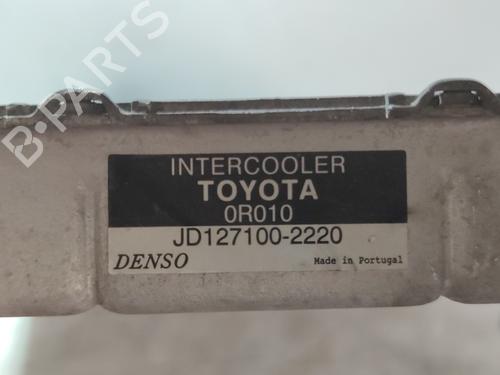 B-PARTS
INTERCOOLER
TOYOTA
0R010
JD127100-2220
DENSO Made in Portugal